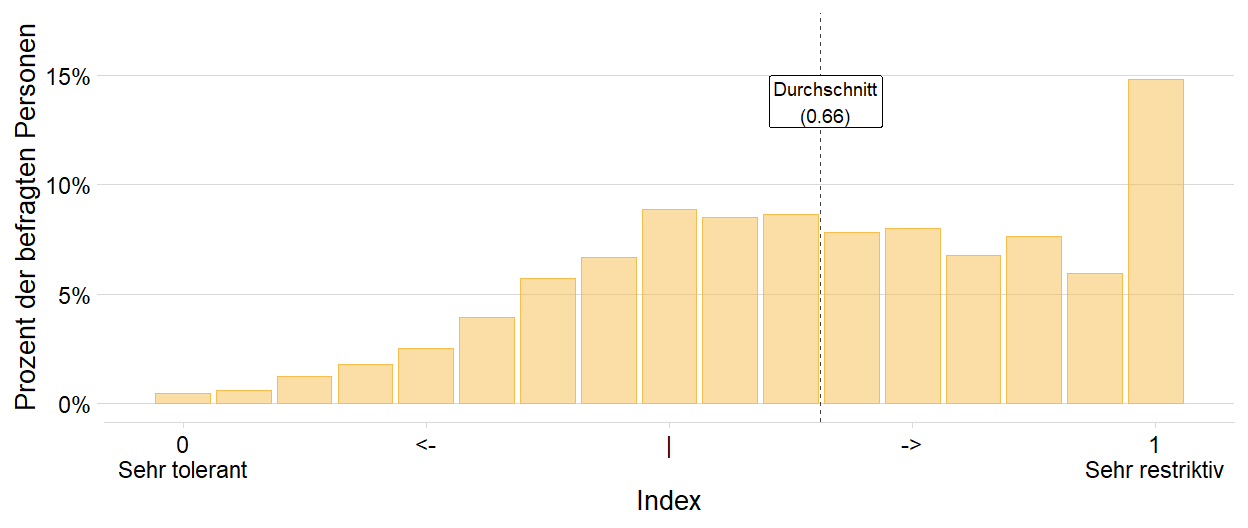 Prozent der befragten Personen
15%
10%
5%
0%
Durchschnitt
(0.66)
0 <- | -> 1
Sehr tolerant Sehr restriktiv
Index